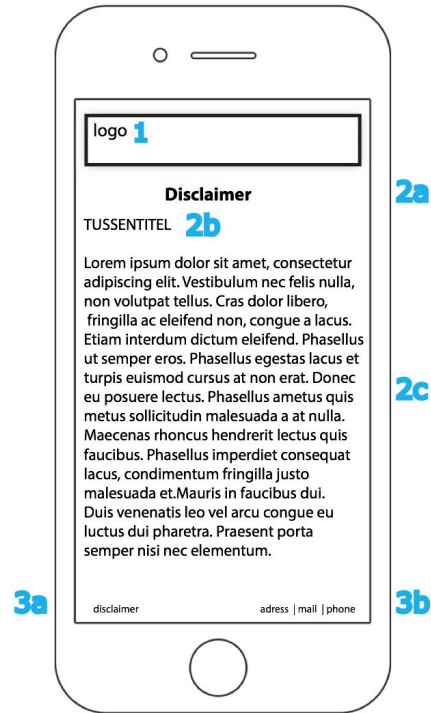 logo 1
Disclaimer 2a
TUSSENTITEL 2b
Lorem ipsum dolor sit amet, consectetur
adipiscing elit. Vestibulum nec felis nulla,
non volutpat tellus. Cras dolor libero,
fringilla ac eleifend non, congue a lacus.
Etiam interdum dictum eleifend. Phasellus
ut semper eros. Phasellus egestas lacus et
turpis euismod cursus at non erat. Donec
eu posuere lectus. Phasellus ametus quis 2c
metus sollicitudin malesuada a at nulla.
Maecenas rhoncus hendrerit lectus quis
faucibus. Phasellus imperdiet consequat
lacus, condimentum fringilla justo
malesuada et.Mauris in faucibus dui.
Duis venenatis leo vel arcu congue eu
luctus dui pharetra. Praesent porta
semper nisi nec elementum.
3a disclaimer adress | mail | phone 3b